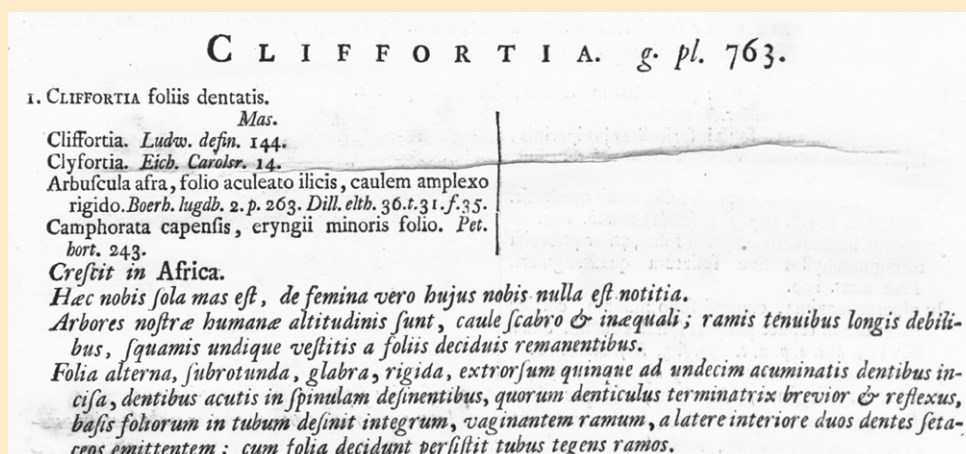 CLIFFORTIA. g. pl. 763.
1. CLIFFORTIA foliis dentatis.
Mas.
Cliffortia. Ludw. defin. 144.
Clyfortia. Eich. Carolsr. 14.
Arbuſcula afra, folio aculeato ilicis, caulem amplexo
rigido. Boerh. lugdb. 2. p. 263. Dill. elth. 36. t. 31. f. 35.
Camphorata capenſis, eryngii minoris folio. Pet.
hort. 243.
Creſcit in Africa.
Hæc nobis ſola mas eſt, de femina vero hujus nobis nulla eſt notitia.
Arbores noſtræ humanæ altitudinis ſunt, caule ſcabro & inæquali; ramis tenuibus longis debili-
bus, ſquamis undique veſtitis a foliis deciduis remanentibus.
Folia alterna, ſubrotunda, glabra, rigida, extrorſum quinque ad undecim acuminatis dentibus in-
ciſa, dentibus acutis in ſpinulam deſinentibus, quorum denticulus terminatrix brevior & reflexus,
baſis foliorum in tubum deſinit integrum, vaginantem ramum, a latere interiore duos dentes ſeta-
ceos emittentem; cum folia decidunt perſiſtit tubus tegens ramos.